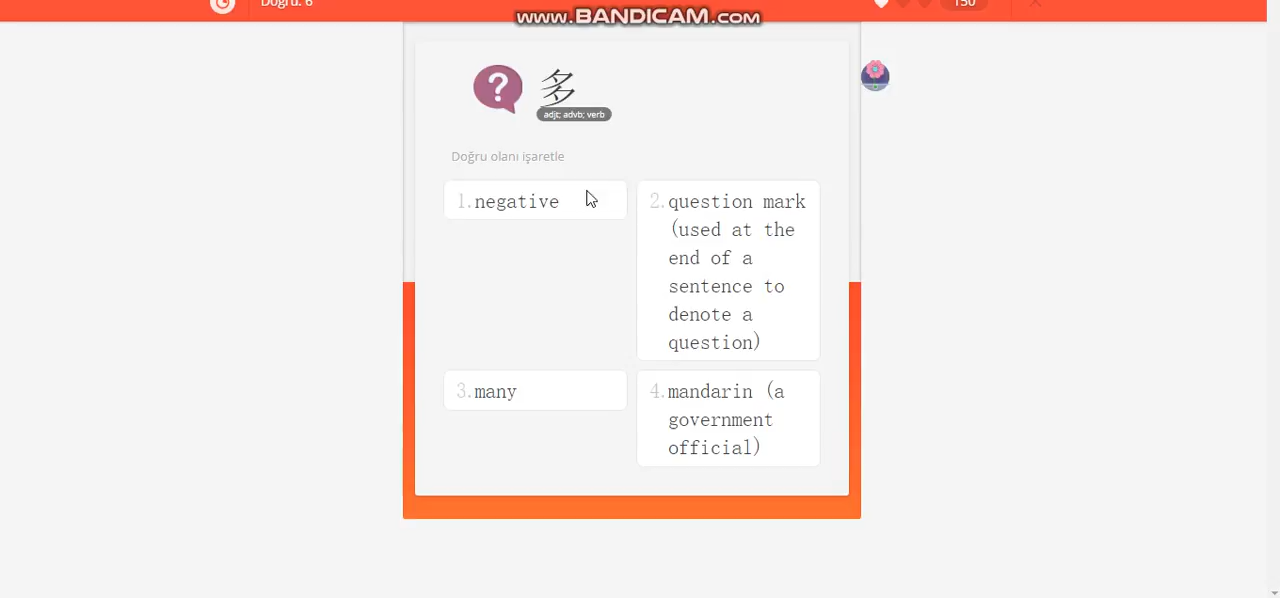 Doğru: 6
150
www.BANDICAM.com
?
多
adjt; advb; verb
Doğru olanı işaretle
1.negative
2.question mark
(used at the
end of a
sentence to
denote a
question)
3.many
4.mandarin (a
government
official)